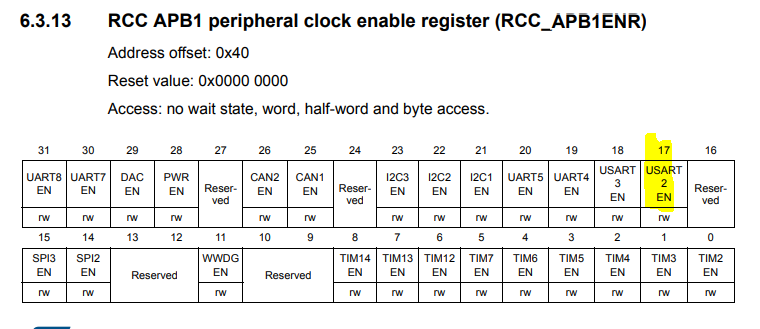 6.3.13 RCC APB1 peripheral clock enable register (RCC_APB1ENR)
Address offset: 0x40
Reset value: 0x0000 0000
Access: no wait state, word, half-word and byte access.
31 30 29 28 27 26 25 24 23 22 21 20 19 18 17 16
UART8 EN UART7 EN DAC EN PWR EN Reser-ved CAN2 EN CAN1 EN Reser-ved I2C3 EN I2C2 EN I2C1 EN UART5 EN UART4 EN USART 3 EN USART 2 EN Reser-ved
rw rw rw rw rw rw rw rw rw rw rw rw rw
15 14 13 12 11 10 9 8 7 6 5 4 3 2 1 0
SPI3 EN SPI2 EN Reserved WWDG EN Reserved TIM14 EN TIM13 EN TIM12 EN TIM7 EN TIM6 EN TIM5 EN TIM4 EN TIM3 EN TIM2 EN
rw rw rw rw rw rw rw rw rw rw rw rw